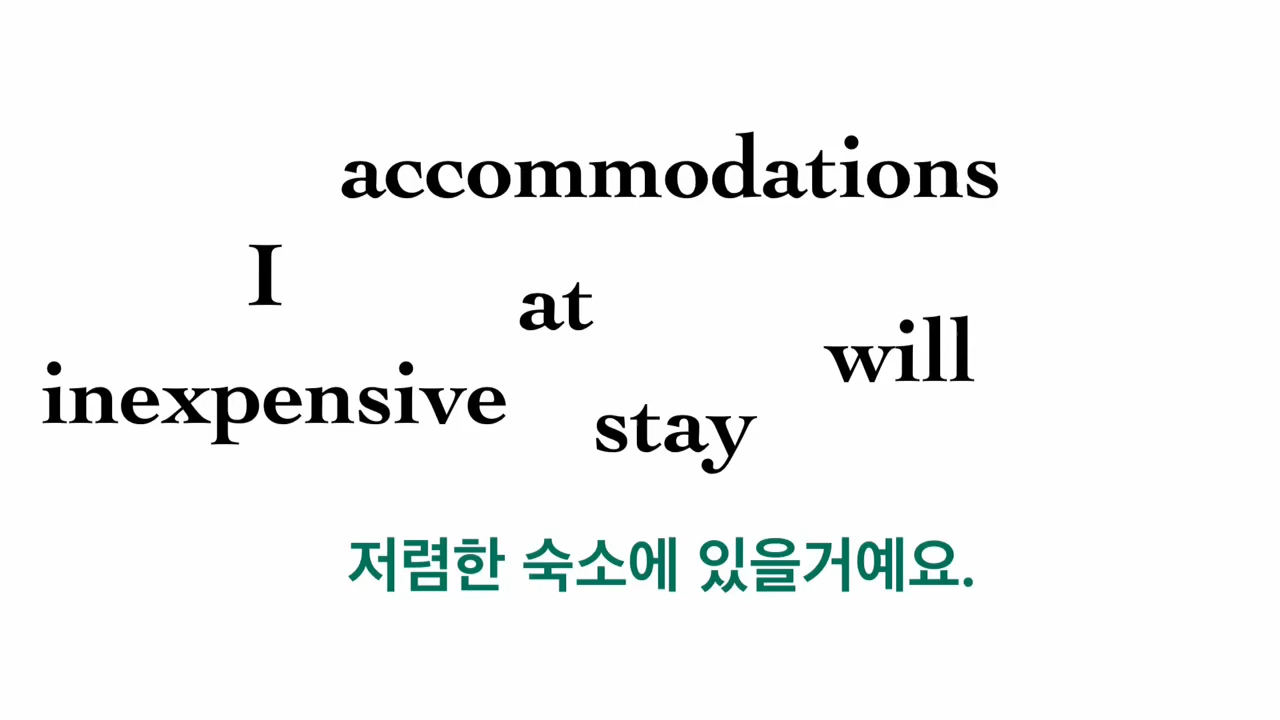 accommodations
I
at
will
inexpensive
stay
저렴한 숙소에 있을거예요.